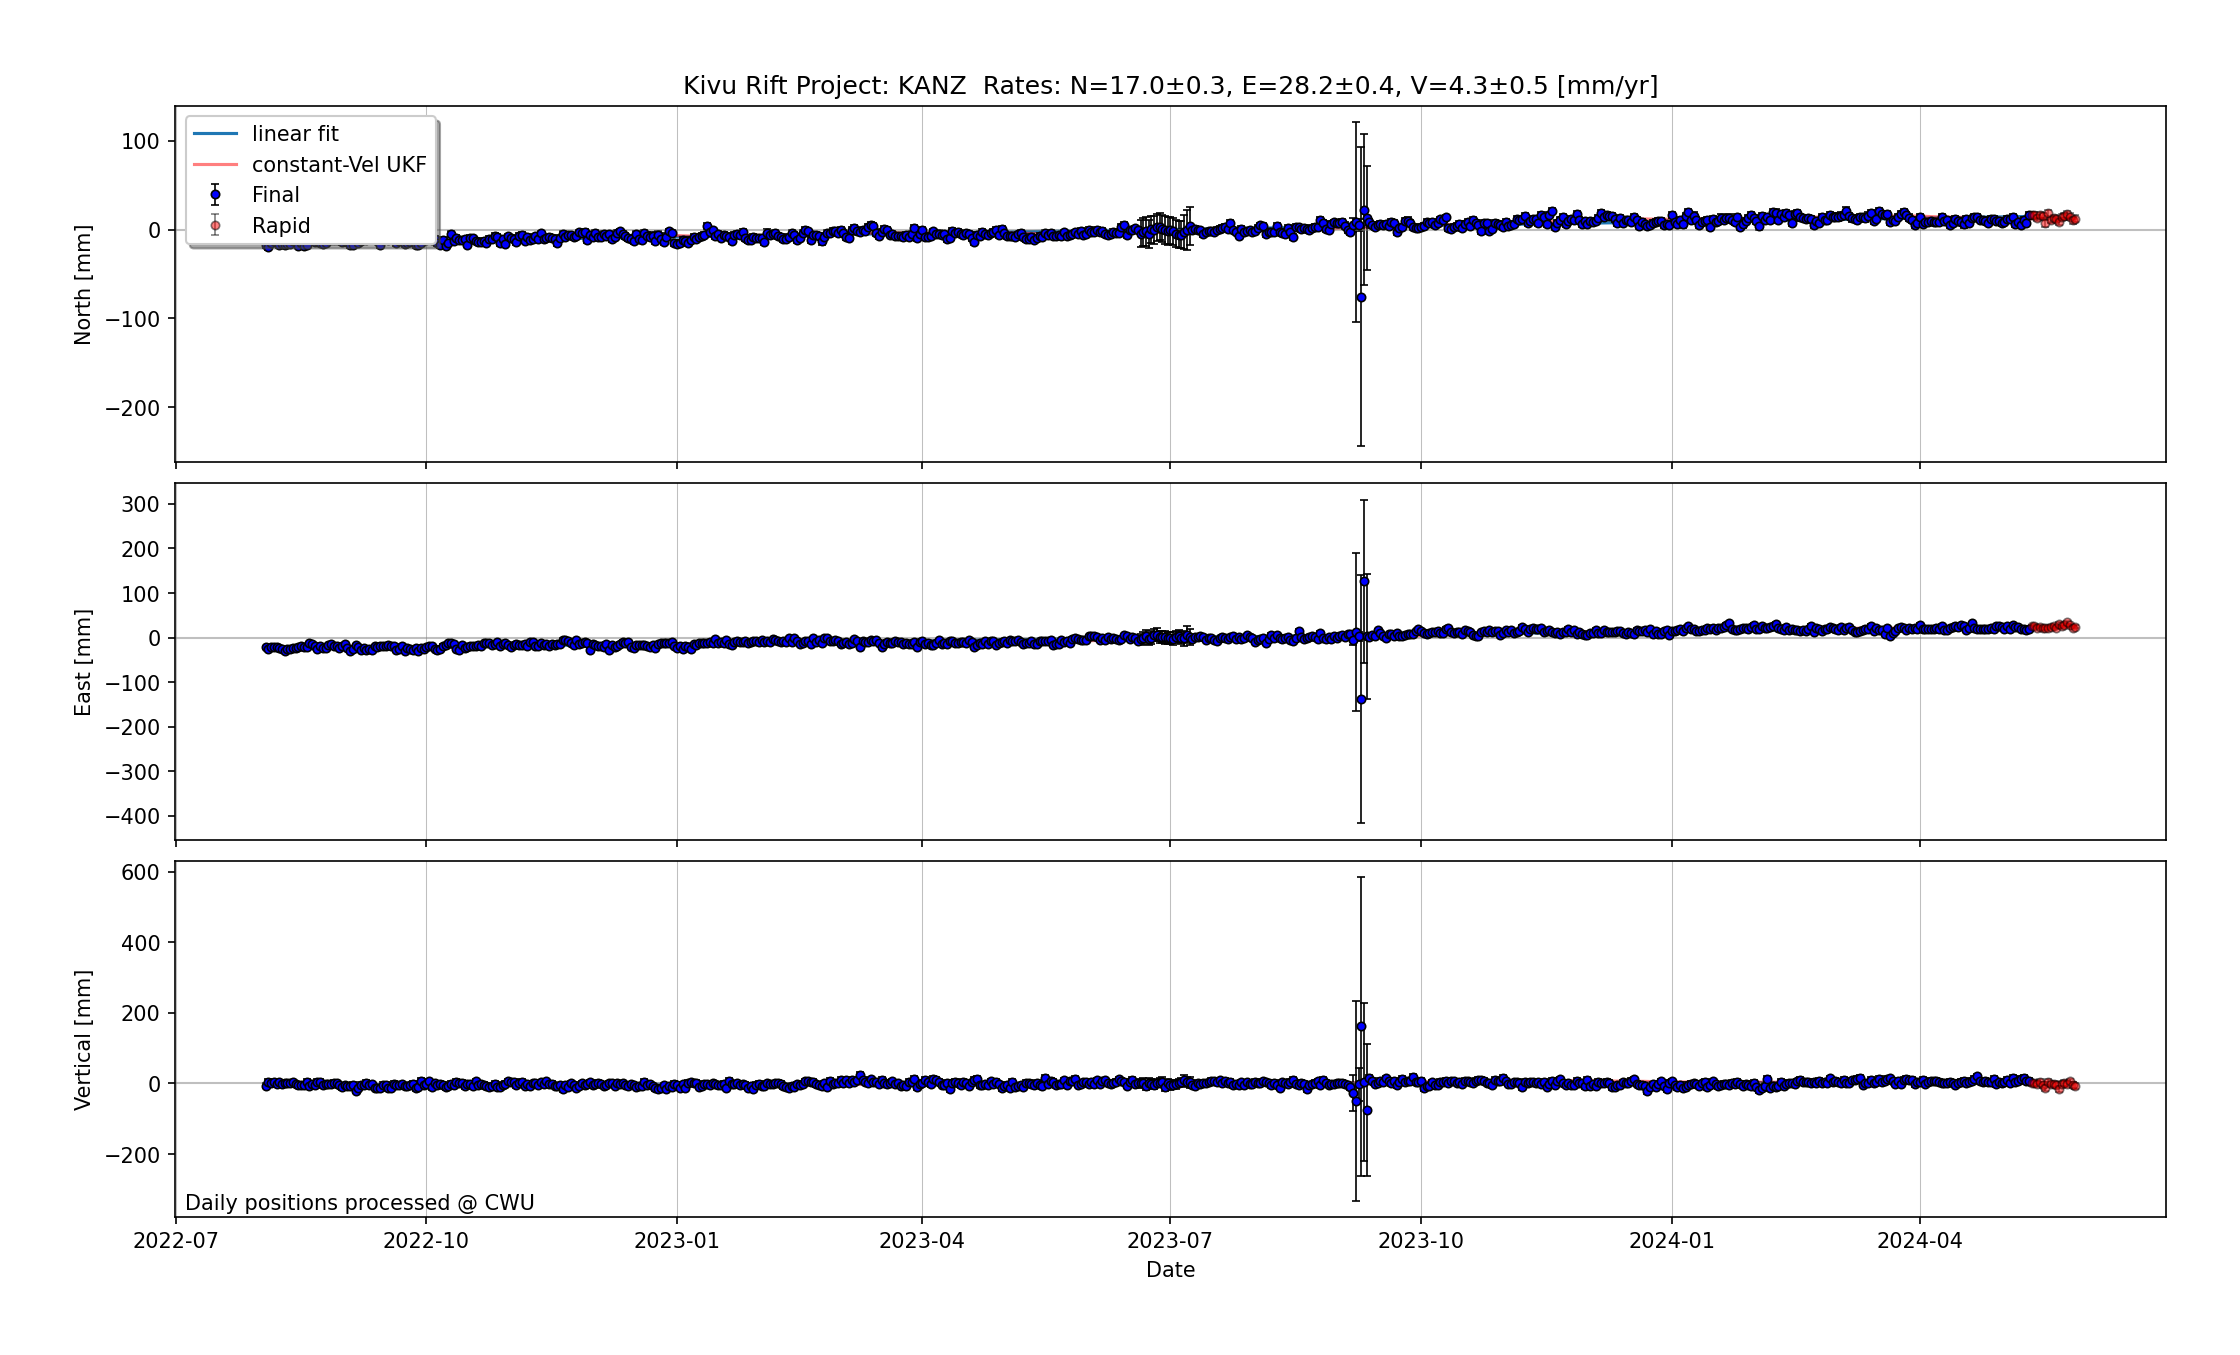 Kivu Rift Project: KANZ  Rates: N=17.0±0.3, E=28.2±0.4, V=4.3±0.5 [mm/yr]
linear fit
constant-Vel UKF
Final
Rapid
100
0
−100
−200
North [mm]
300
200
100
0
−100
−200
−300
−400
East [mm]
600
400
200
0
−200
Vertical [mm]
Daily positions processed @ CWU
2022-07 2022-10 2023-01 2023-04 2023-07 2023-10 2024-01 2024-04
Date